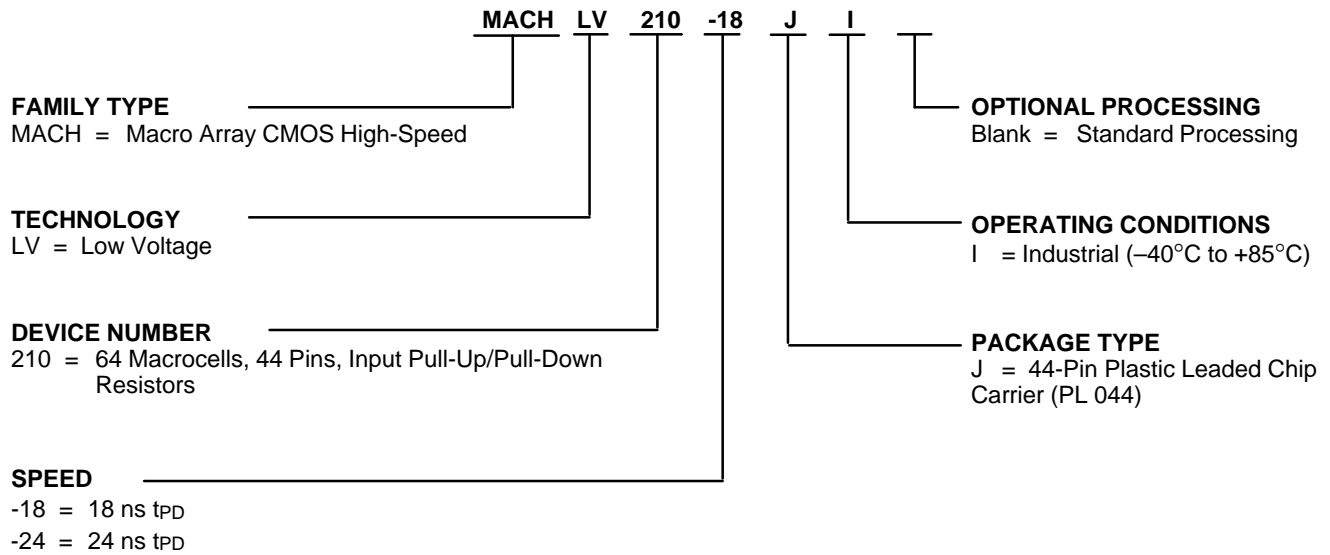 MACH LV 210 -18 J I
FAMILY TYPE
MACH = Macro Array CMOS High-Speed
TECHNOLOGY
LV = Low Voltage
DEVICE NUMBER
210 = 64 Macrocells, 44 Pins, Input Pull-Up/Pull-Down
Resistors
SPEED
-18 = 18 ns tPD
-24 = 24 ns tPD
OPTIONAL PROCESSING
Blank = Standard Processing
OPERATING CONDITIONS
I = Industrial (–40°C to +85°C)
PACKAGE TYPE
J = 44-Pin Plastic Leaded Chip
Carrier (PL 044)